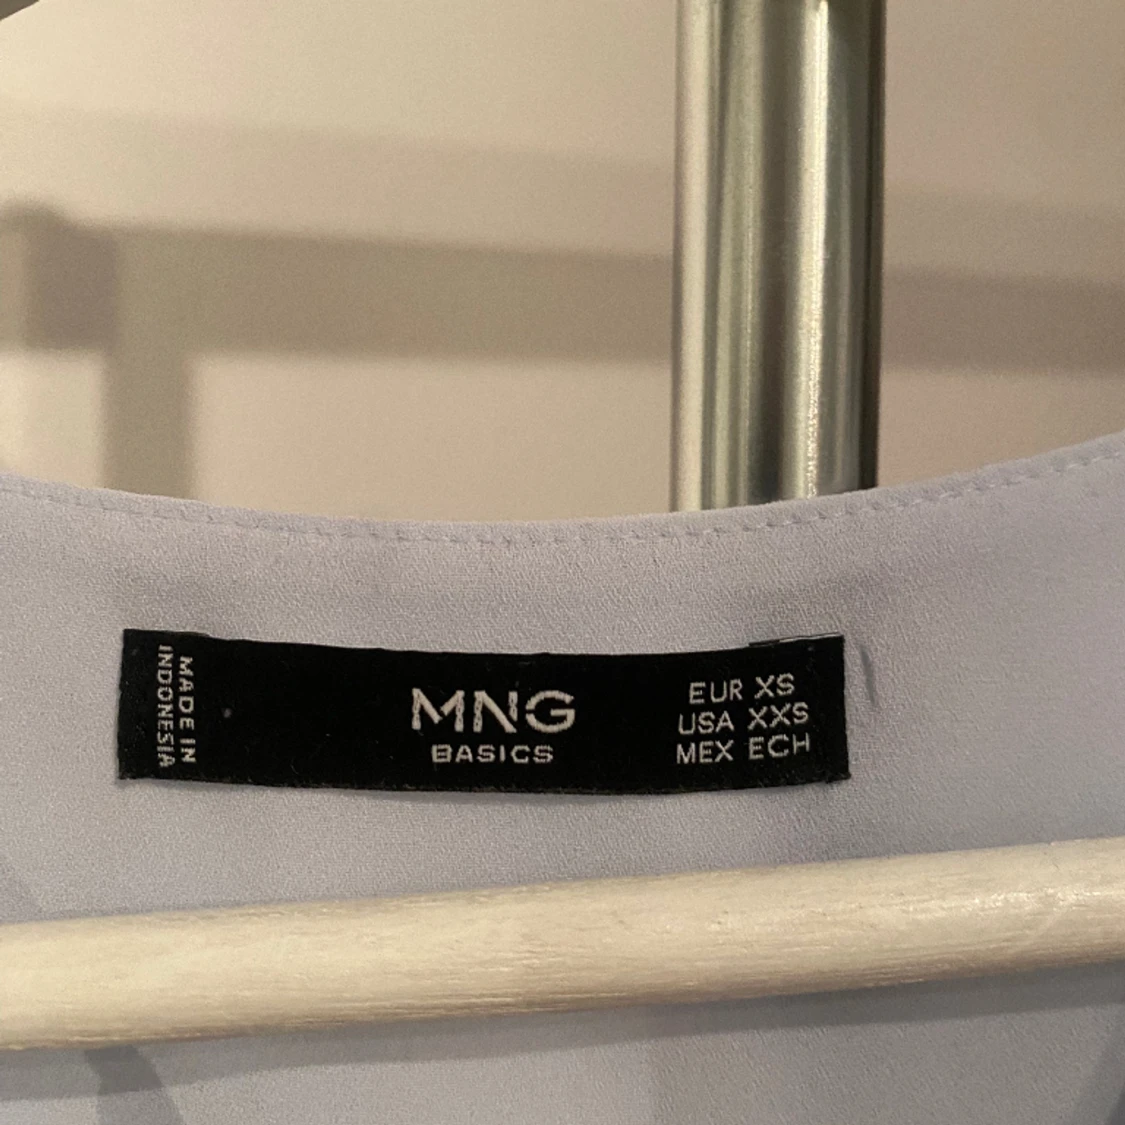 MADE IN
INDONESIA
MNG
BASICS
EUR XS
USA XXS
MEX ECH